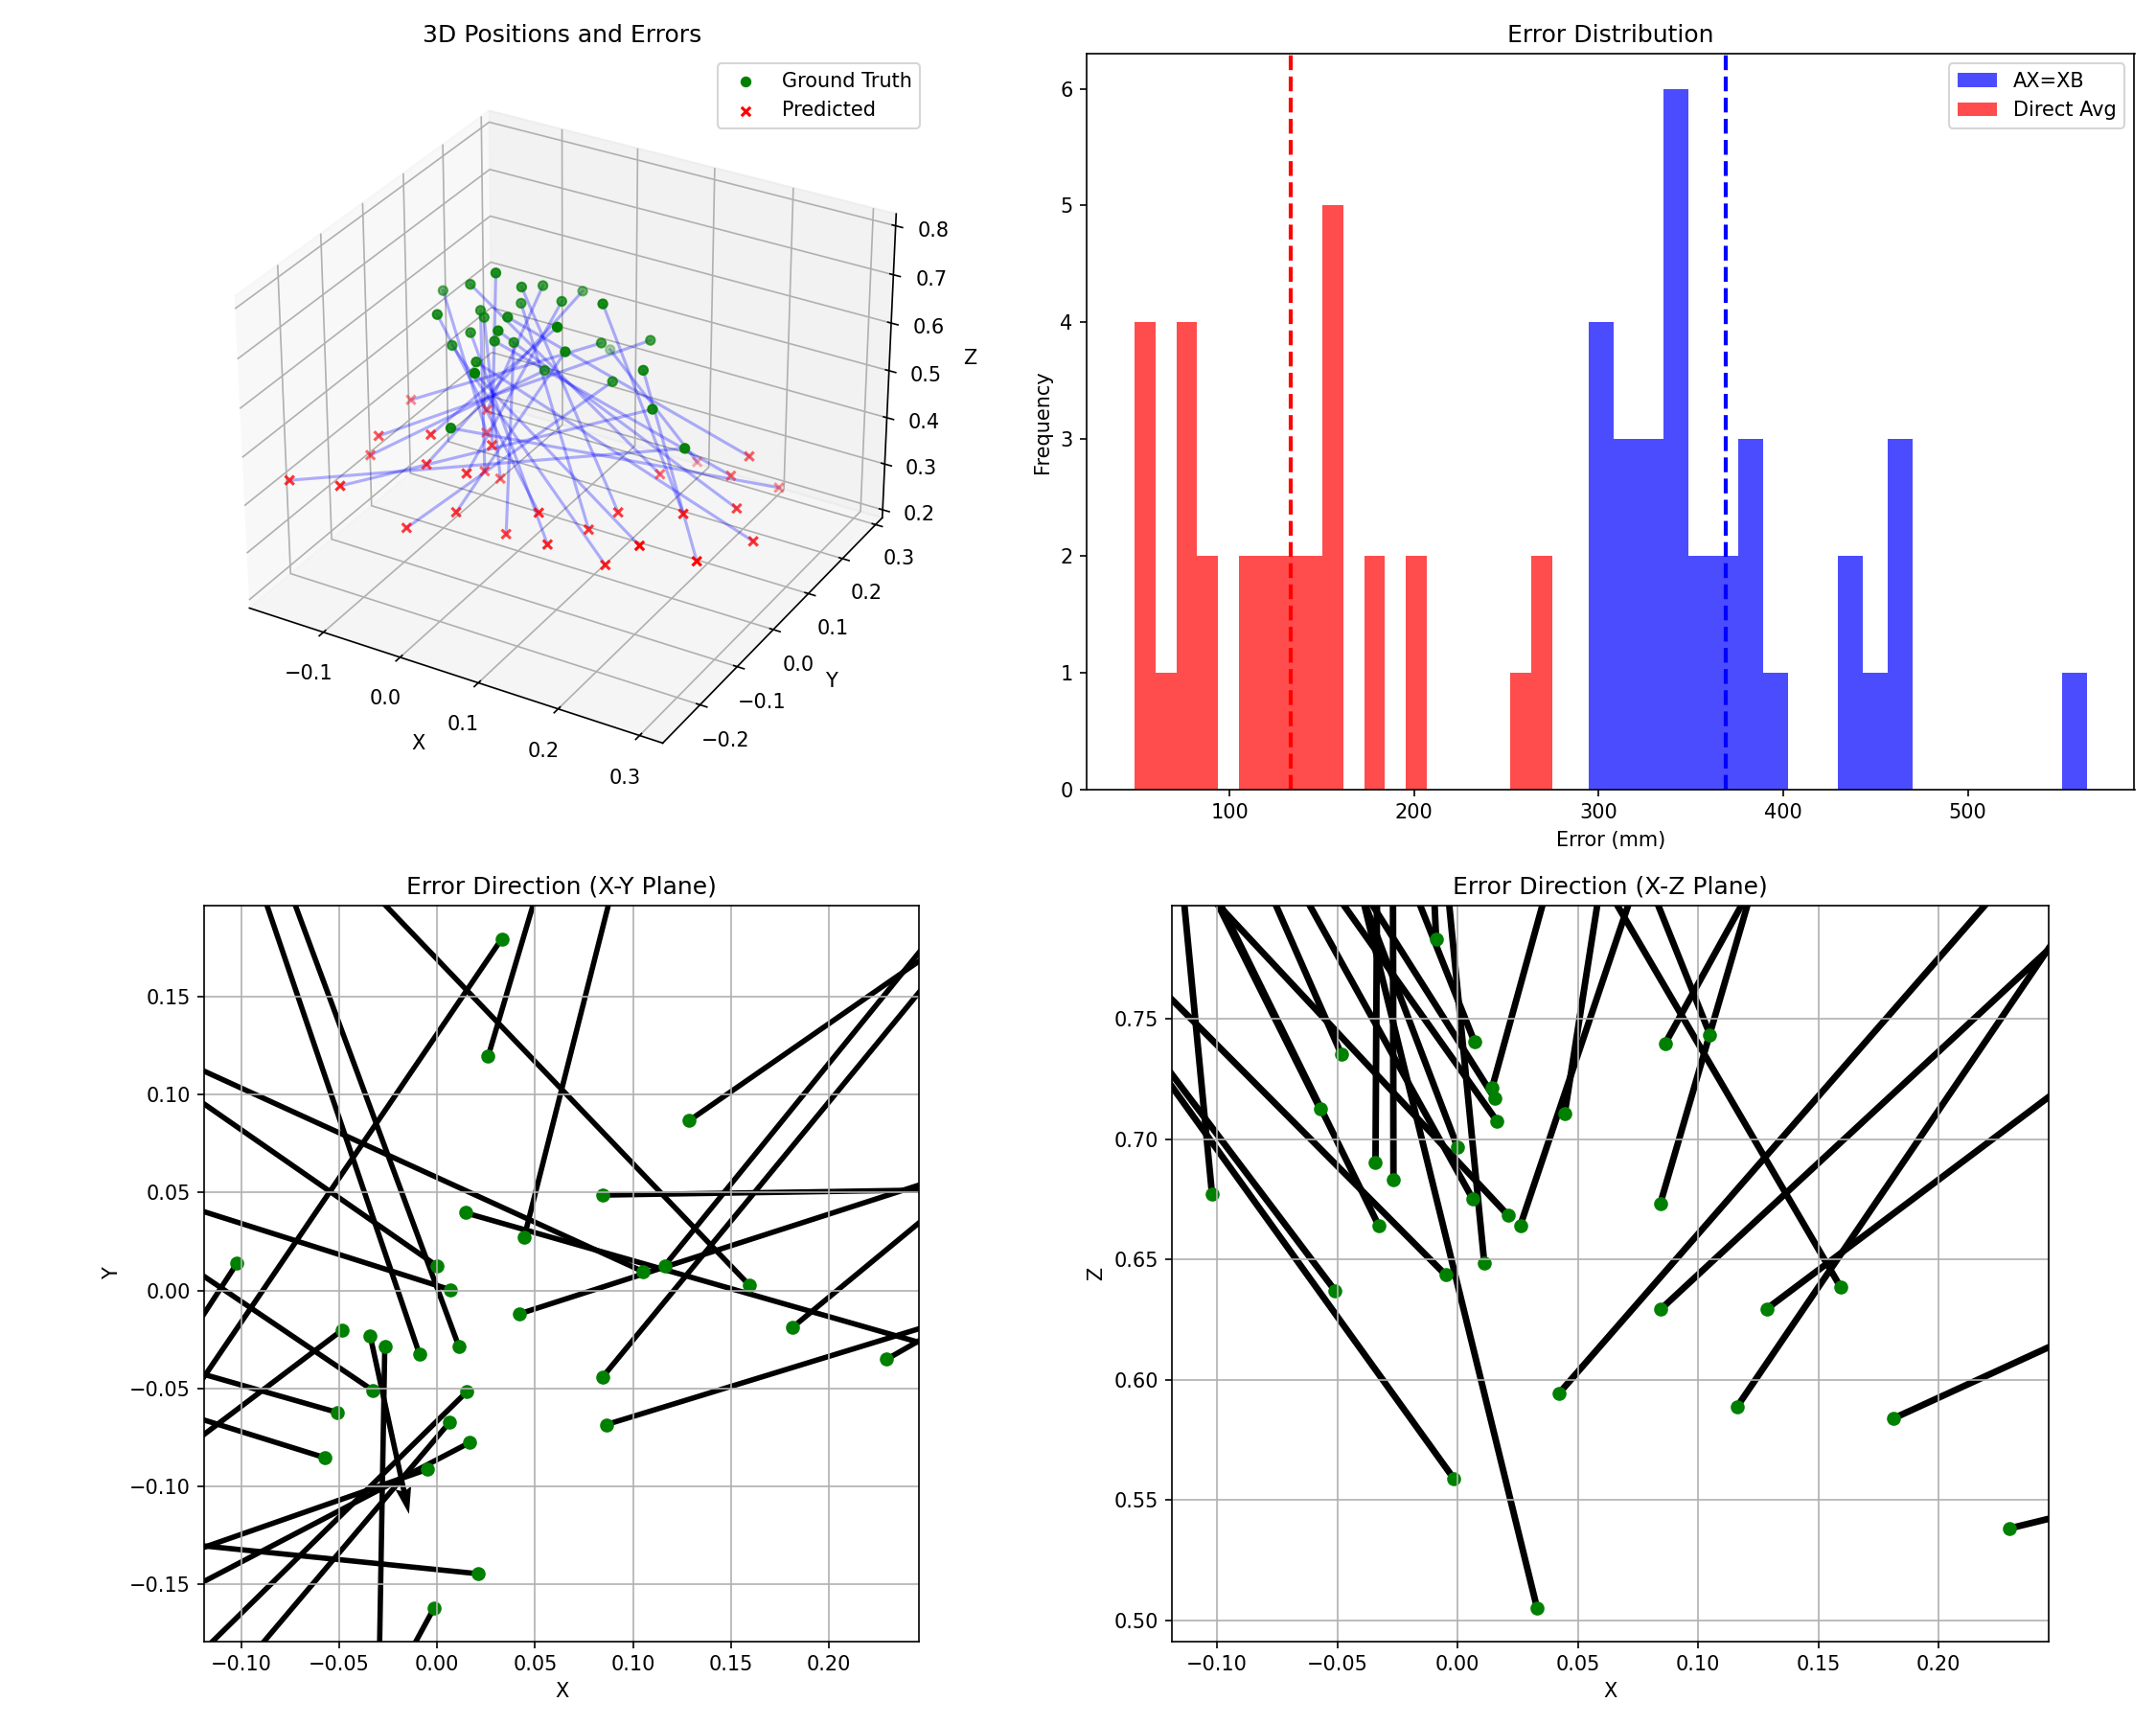 3D Positions and Errors
Ground Truth
Predicted
0.8
0.7
0.6
0.5
0.4
0.3
0.2
Z
0.3
0.2
0.1
0.0
−0.1
−0.2
Y
−0.1
0.0
0.1
0.2
0.3
X
Error Distribution
AX=XB
Direct Avg
6
5
4
3
2
1
0
Frequency
100 200 300 400 500
Error (mm)
Error Direction (X-Y Plane)
0.15
0.10
0.05
0.00
−0.05
−0.10
−0.15
Y
−0.10 −0.05 0.00 0.05 0.10 0.15 0.20
X
Error Direction (X-Z Plane)
0.75
0.70
0.65
0.60
0.55
0.50
Z
−0.10 −0.05 0.00 0.05 0.10 0.15 0.20
X